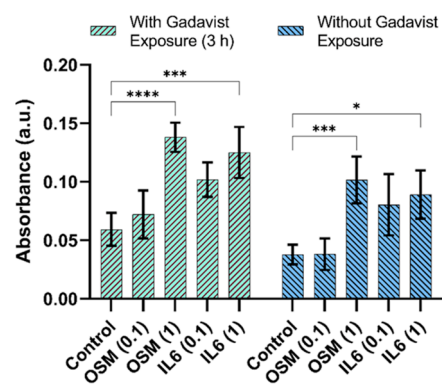 With Gadavist
Exposure (3 h)
Without Gadavist
Exposure
Absorbance (a.u.)
0.20
0.15
0.10
0.05
0.00
***
****
*
***
Control
OSM (0.1)
OSM (1)
IL6 (0.1)
IL6 (1)
Control
OSM (0.1)
OSM (1)
IL6 (0.1)
IL6 (1)